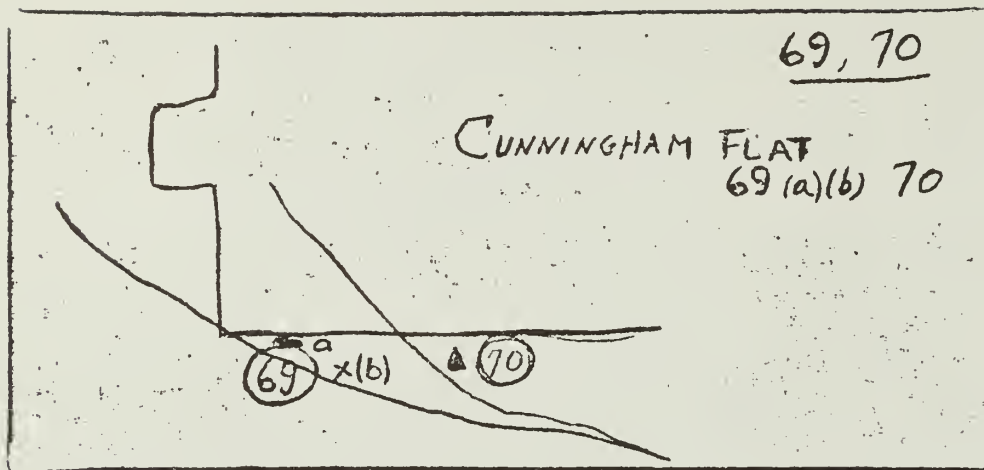 69, 70
CUNNINGHAM FLAT
69 (a)(b) 70
a
69 x(b) 70